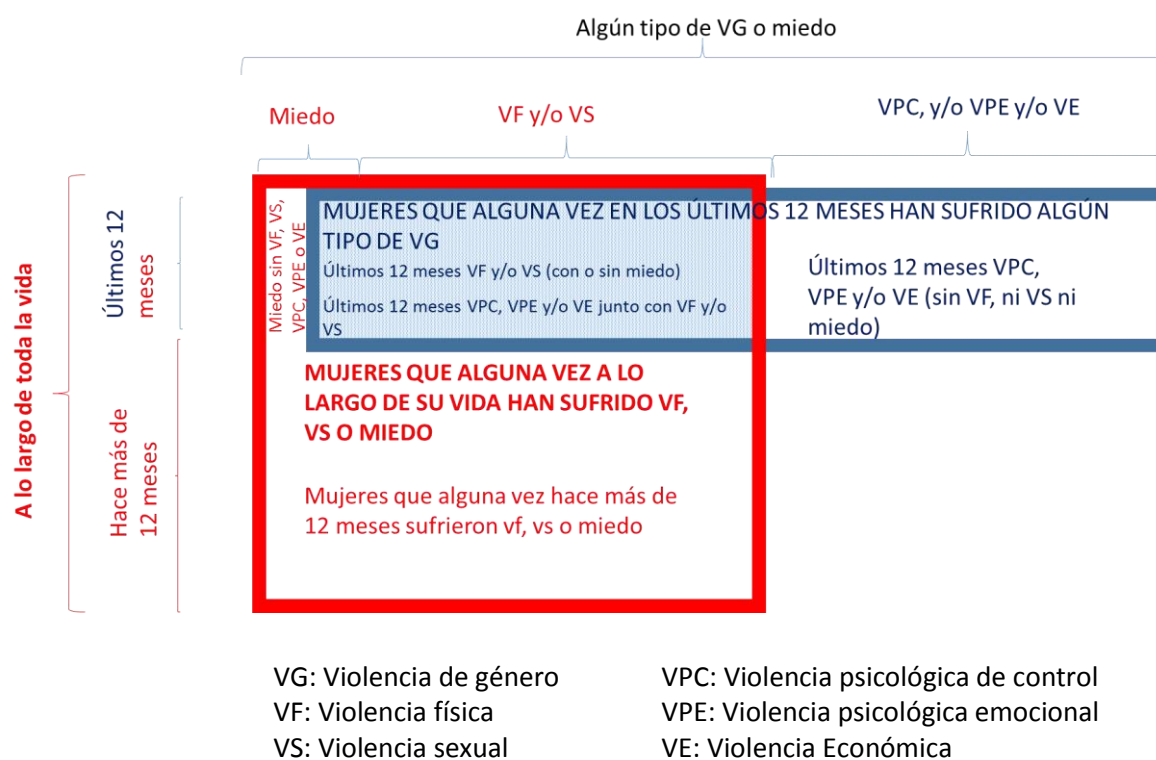 Algún tipo de VG o miedo
Miedo
VF y/o VS
VPC, y/o VPE y/o VE
A lo largo de toda la vida
Últimos 12
meses
Hace más de
12 meses
Miedo sin VF, VS,
VPC, VPE o VE
MUJERES QUE ALGUNA VEZ EN LOS ÚLTIMOS 12 MESES HAN SUFRIDO ALGÚN
TIPO DE VG
Últimos 12 meses VF y/o VS (con o sin miedo)
Últimos 12 meses VPC, VPE y/o VE junto con VF y/o
VS
Últimos 12 meses VPC,
VPE y/o VE (sin VF, ni VS ni
miedo)
MUJERES QUE ALGUNA VEZ A LO
LARGO DE SU VIDA HAN SUFRIDO VF,
VS O MIEDO
Mujeres que alguna vez hace más de
12 meses sufrieron vf, vs o miedo
VG: Violencia de género
VF: Violencia física
VS: Violencia sexual
VPC: Violencia psicológica de control
VPE: Violencia psicológica emocional
VE: Violencia Económica